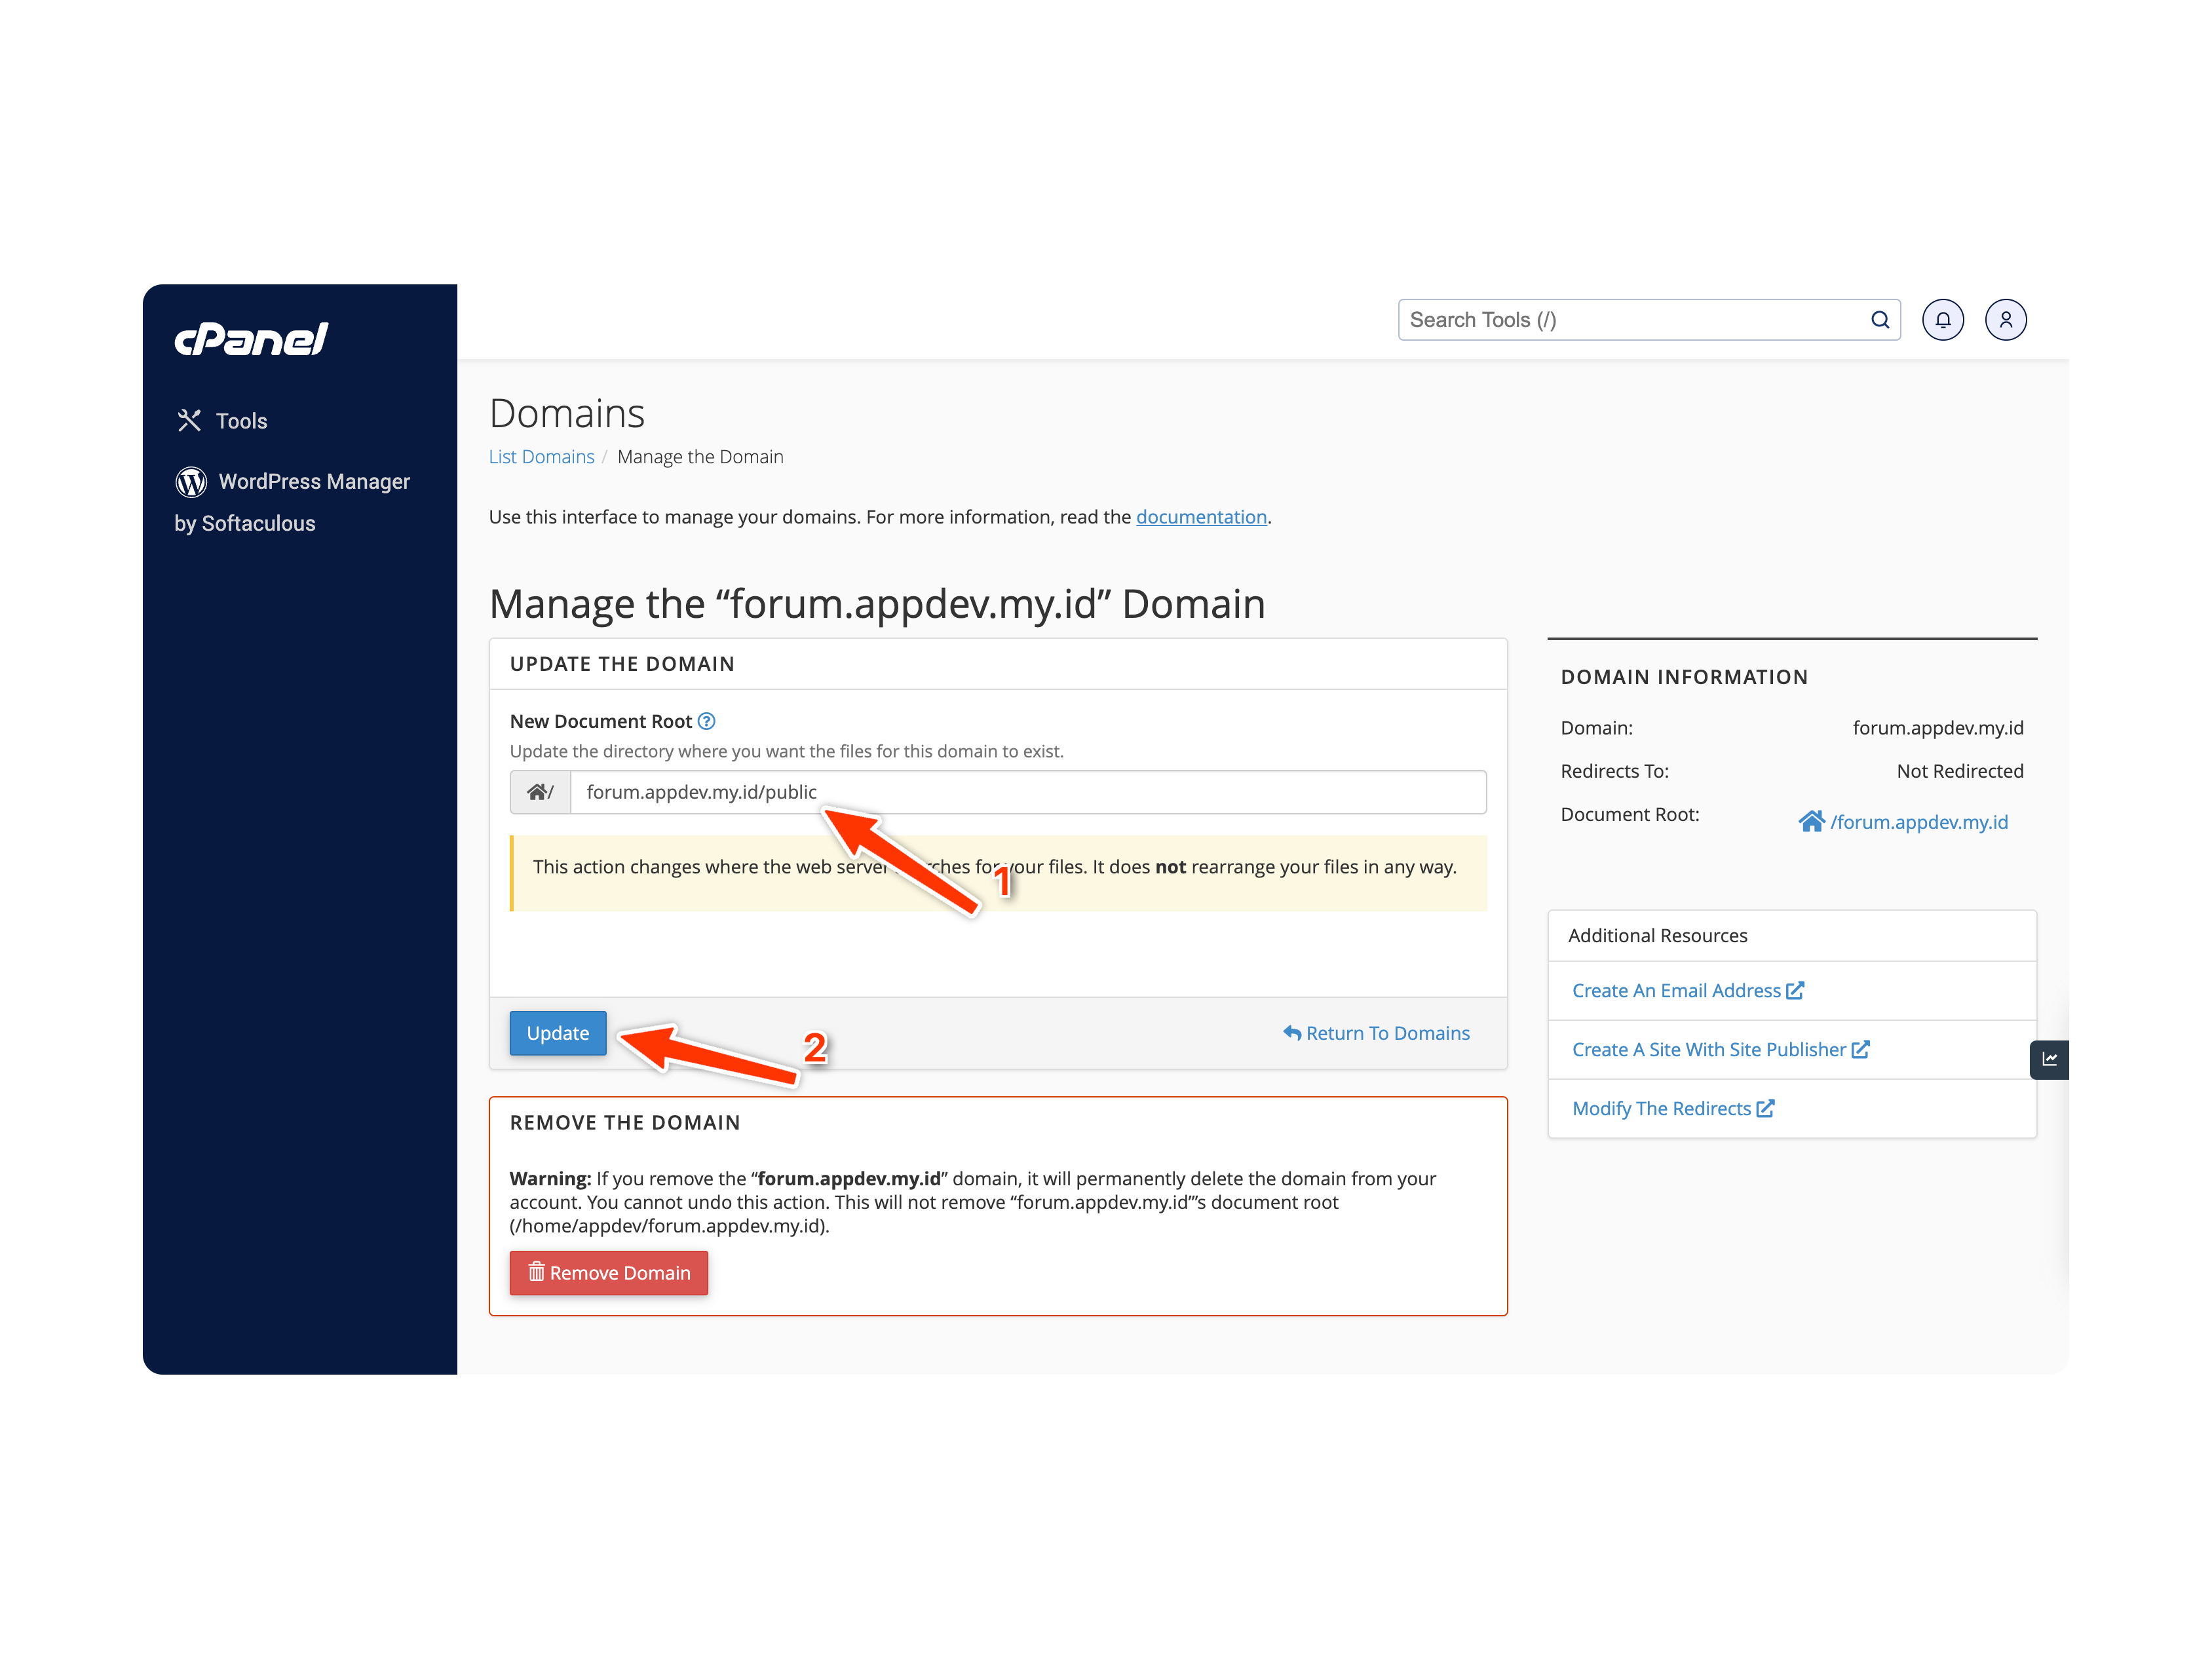 cPanel
Search Tools (/)
Tools
WordPress Manager
by Softaculous
Domains
List Domains / Manage the Domain
Use this interface to manage your domains. For more information, read the documentation.
Manage the “forum.appdev.my.id” Domain
UPDATE THE DOMAIN
New Document Root
Update the directory where you want the files for this domain to exist.
/ forum.appdev.my.id/public
This action changes where the web server for your files. It does not rearrange your files in any way.
1
Update
2
Return To Domains
REMOVE THE DOMAIN
Warning: If you remove the “forum.appdev.my.id” domain, it will permanently delete the domain from your
account. You cannot undo this action. This will not remove “forum.appdev.my.id”’s document root
(/home/appdev/forum.appdev.my.id).
Remove Domain
DOMAIN INFORMATION
Domain: forum.appdev.my.id
Redirects To: Not Redirected
Document Root: /forum.appdev.my.id
Additional Resources
Create An Email Address
Create A Site With Site Publisher
Modify The Redirects